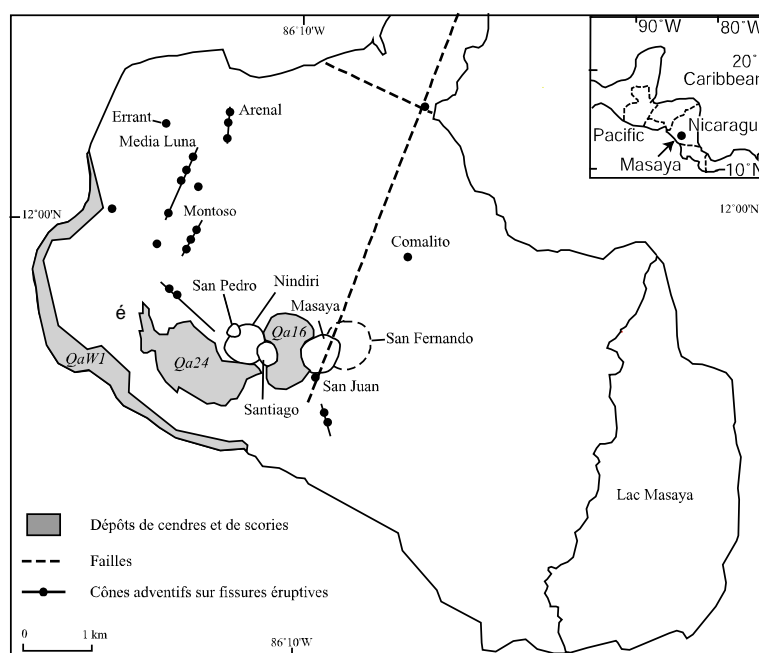 86˚10'W
90˚W 80˚W
20˚
Caribbean
Nicaragu
Pacific
Masaya
10˚N
Errant
Arenal
Media Luna
Montoso
12˚00'N
12˚00'N
Comalito
San Pedro
Nindiri
Masaya
é
Qa16
San Fernando
QaW1
Qa24
San Juan
Santiago
Lac Masaya
Dépôts de cendres et de scories
Failles
Cônes adventifs sur fissures éruptives
0 1 km
86˚10'W